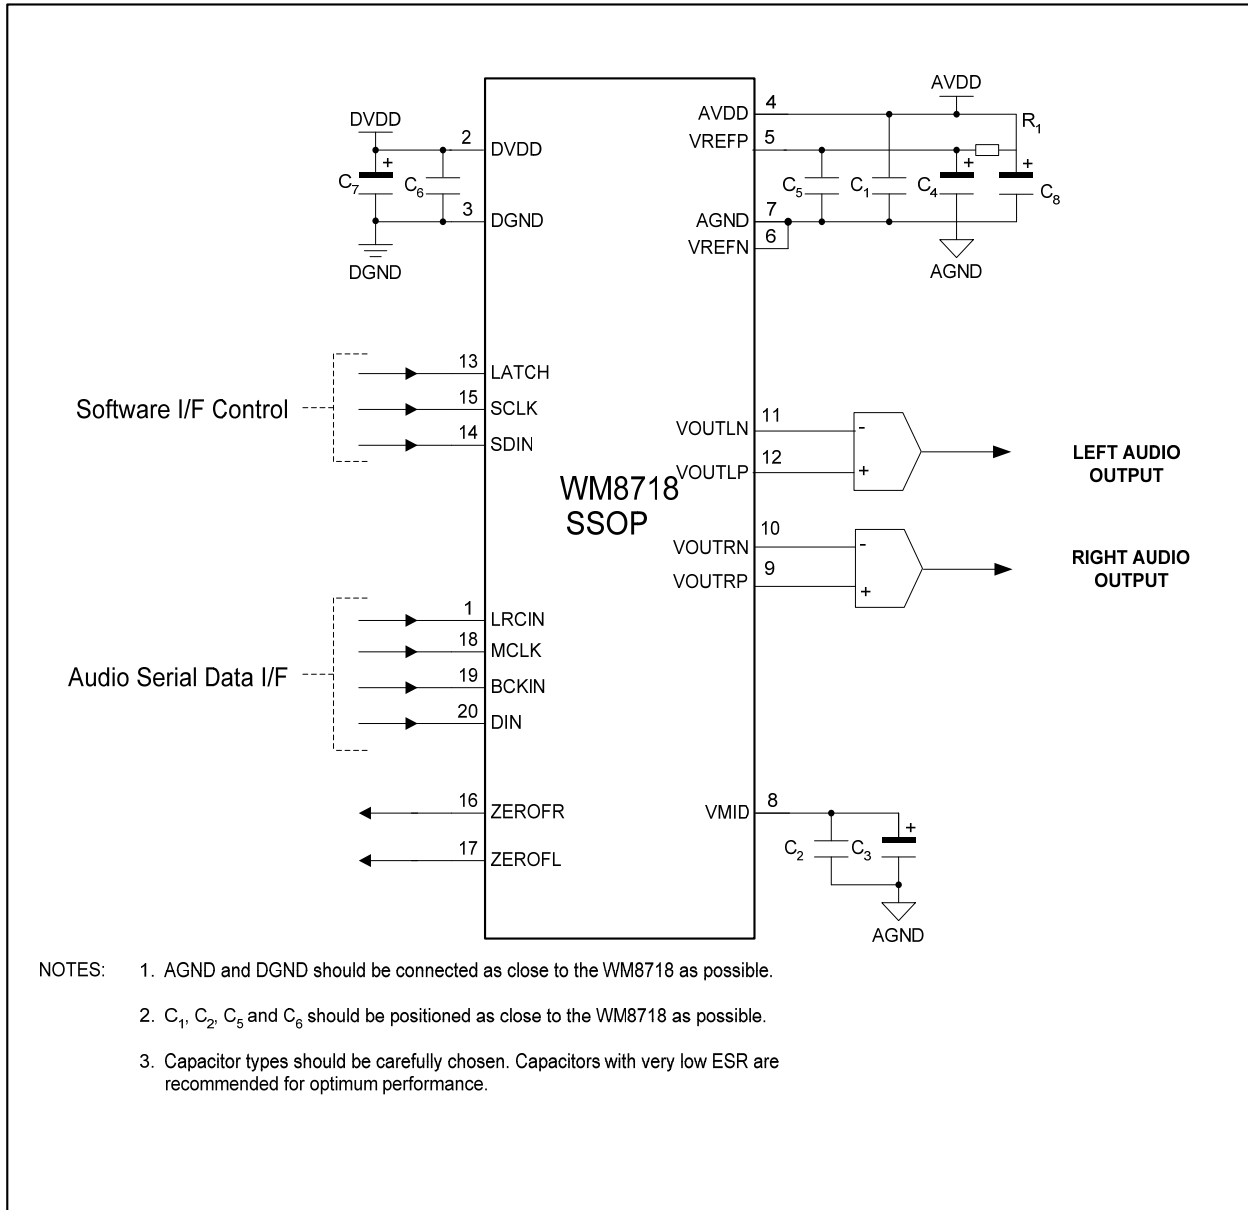 DVDD
2
DVDD
+
C7
C6
3
DGND
DGND
AVDD
AVDD
4
VREFP
5
R1
+
+
C5
C1
C4
C8
AGND
7
VREFN
6
AGND
Software I/F Control
13
LATCH
15
SCLK
14
SDIN
WM8718
SSOP
VOUTLN
11
-
VOUTLP
12
+
LEFT AUDIO
OUTPUT
VOUTRN
10
-
VOUTRP
9
+
RIGHT AUDIO
OUTPUT
Audio Serial Data I/F
1
LRCIN
18
MCLK
19
BCKIN
20
DIN
16
ZEROFR
17
ZEROFL
VMID
8
+
C2
C3
AGND
NOTES:
1. AGND and DGND should be connected as close to the WM8718 as possible.
2. C1, C2, C5 and C6 should be positioned as close to the WM8718 as possible.
3. Capacitor types should be carefully chosen. Capacitors with very low ESR are
recommended for optimum performance.